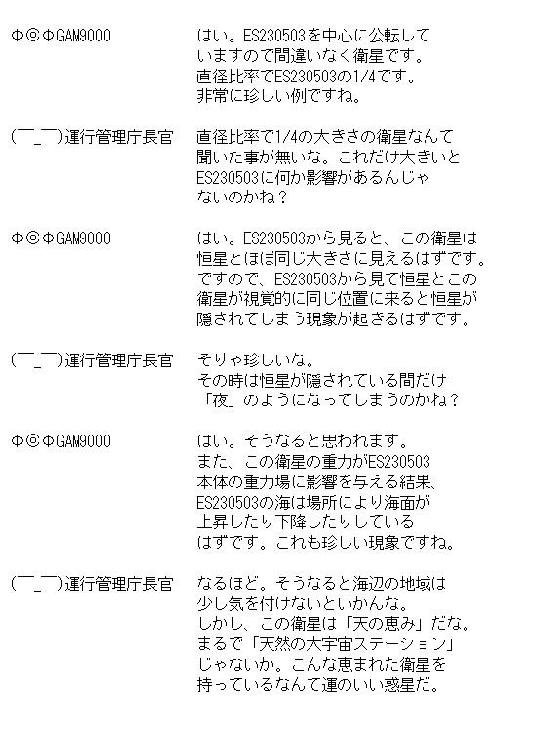 Φ◎ΦGAM9000 はい。ES230503を中心に公転して
いますので間違いなく衛星です。
直径比率でES230503の1/4です。
非常に珍しい例ですね。
(￣_￣)運行管理庁長官 直径比率で1/4の大きさの衛星なんて
聞いた事が無いな。これだけ大きいと
ES230503に何か影響があるんじゃ
ないのかね？
Φ◎ΦGAM9000 はい。ES230503から見ると、この衛星は
恒星とほぼ同じ大きさに見えるはずです。
ですので、ES230503から見て恒星とこの
衛星が視覚的に同じ位置に来ると恒星が
隠されてしまう現象が起きるはずです。
(￣_￣)運行管理庁長官 そりゃ珍しいな。
その時は恒星が隠されている間だけ
「夜」のようになってしまうのかね？
Φ◎ΦGAM9000 はい。そうなると思われます。
また、この衛星の重力がES230503
本体の重力場に影響を与える結果、
ES230503の海は場所により海面が
上昇したり下降したりしている
はずです。これも珍しい現象ですね。
(￣_￣)運行管理庁長官 なるほど。そうなると海辺の地域は
少し気を付けないといかんな。
しかし、この衛星は「天の恵み」だな。
まるで「天然の大宇宙ステーション」
じゃないか。こんな恵まれた衛星を
持っているなんて運のいい惑星だ。